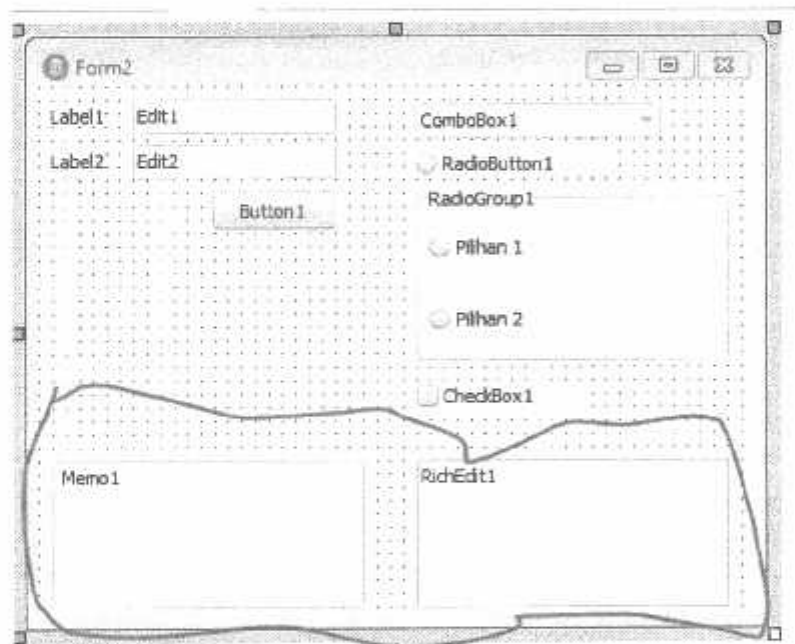 Form2
Label1 Edit1
Label2 Edit2
Button1
ComboBox1
RadioButton1
RadioGroup1
Pilihan 1
Pilihan 2
CheckBox1
Memo1
RichEdit1